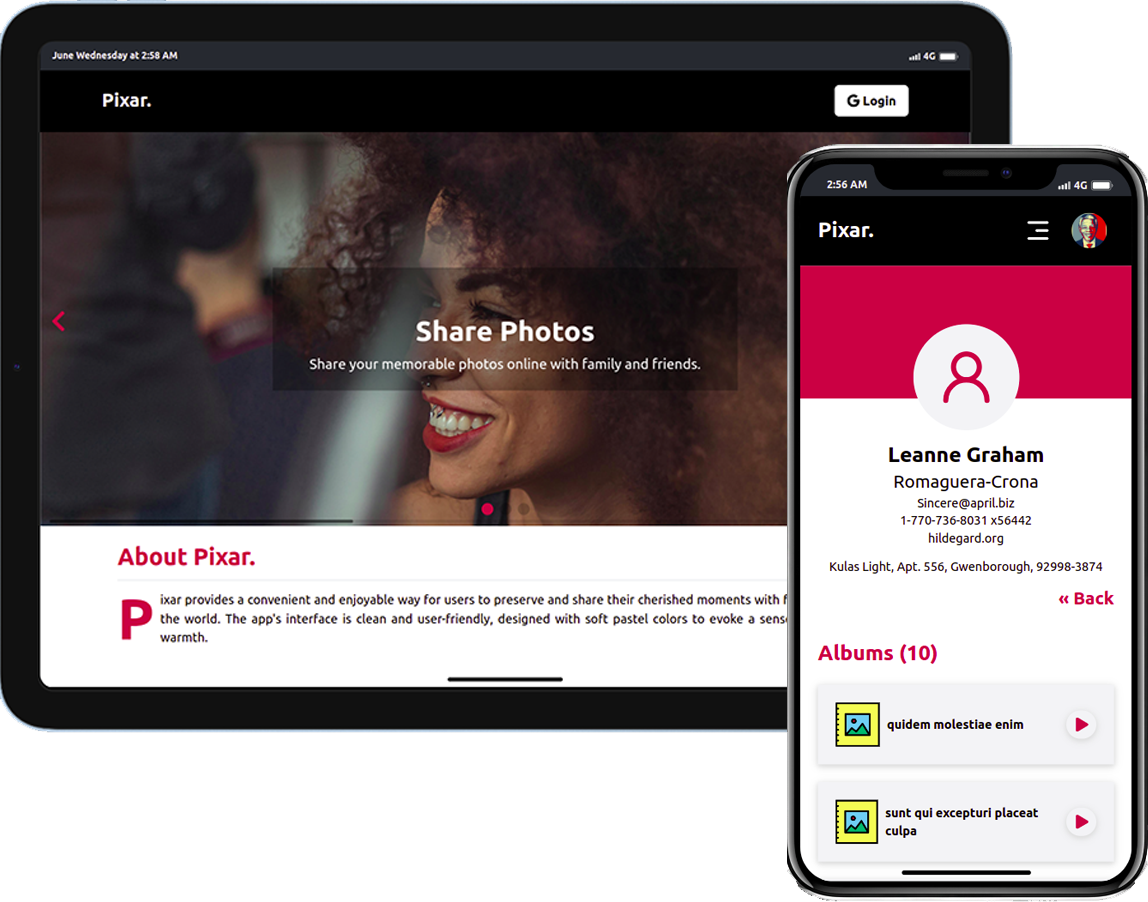 June Wednesday at 2:58 AM
4G
Pixar.
G Login
Share Photos
Share your memorable photos online with family and friends.
About Pixar.
Pixar provides a convenient and enjoyable way for users to preserve and share their cherished moments with
the world. The app's interface is clean and user-friendly, designed with soft pastel colors to evoke a
warmth.
2:56 AM
4G
Pixar.
Leanne Graham
Romaguera-Crona
Sincere@april.biz
1-770-736-8031 x56442
hildegard.org
Kulas Light, Apt. 556, Gwenborough, 92998-3874
« Back
Albums (10)
quidem molestiae enim
sunt qui excepturi placeat
culpa